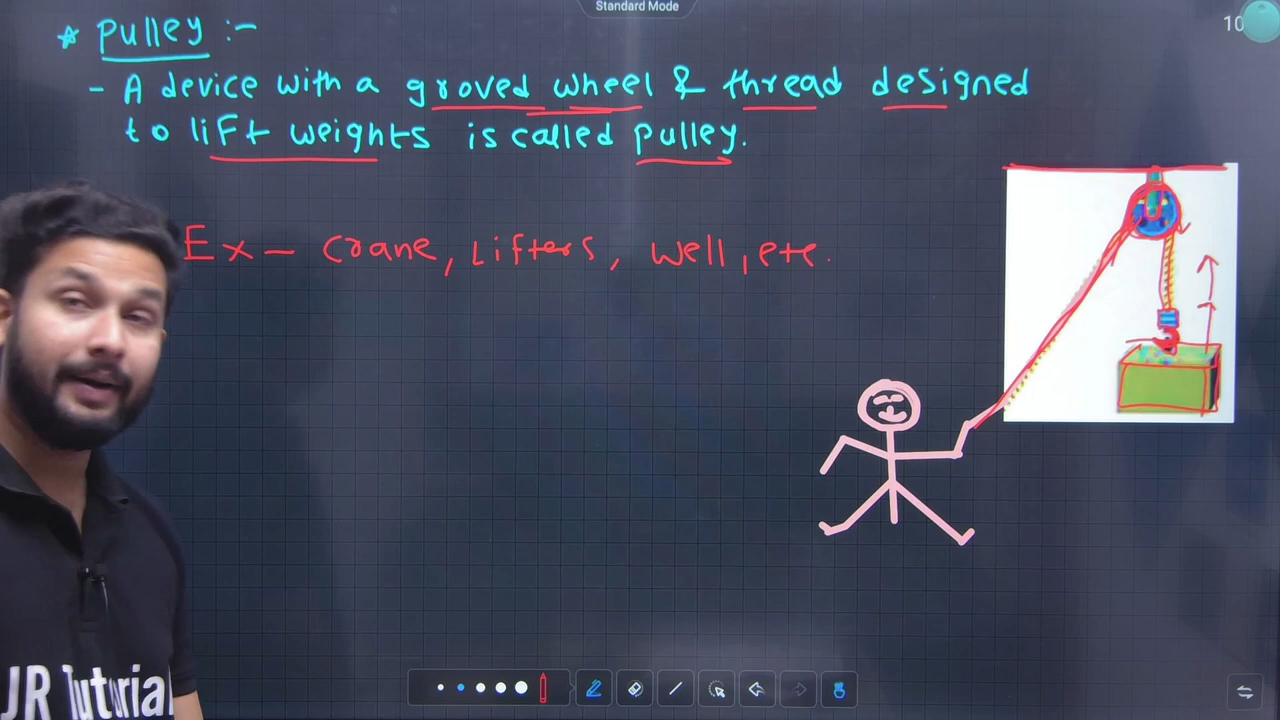 Standard Mode
10
* Pulley :-
- A device with a groved wheel & thread designed
to lift weights is called pulley.
Ex- Crane, Lifters, well, etc.
JR Tutorial